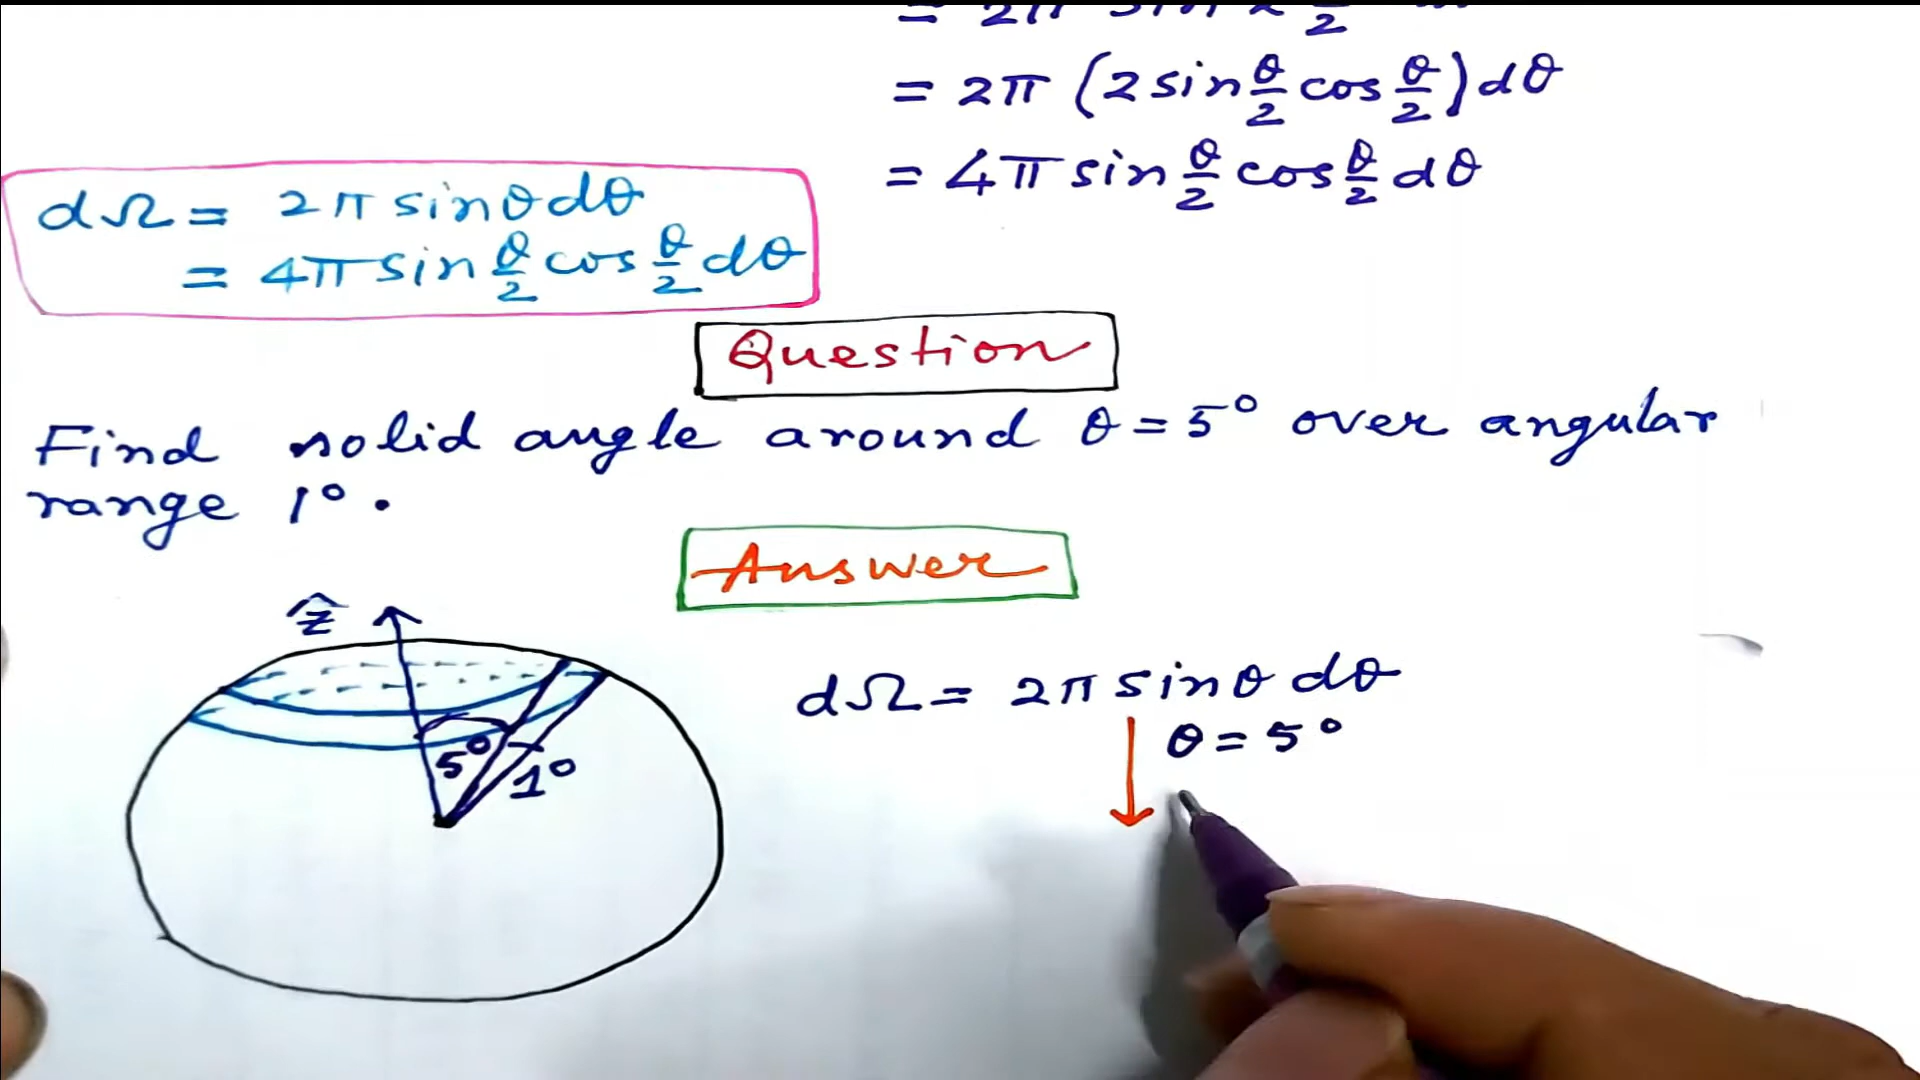 = 2π (2 sin θ/2 cos θ/2) dθ
= 4π sin θ/2 cos θ/2 dθ
dΩ = 2π sinθ dθ
= 4π sin θ/2 cos θ/2 dθ
Question
Find solid angle around θ = 5° over angular
range 1°.
Answer
ẑ
5°
1°
dΩ = 2π sinθ dθ
θ = 5°